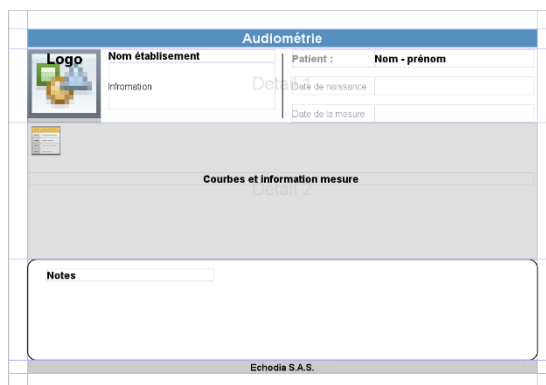 Audiométrie
Logo
Nom établisement
Patient :
Nom - prénom
Infromation
Detail 1
Date de naissance
Date de la mesure
Courbes et information mesure
Detail 2
Notes
Echodia S.A.S.